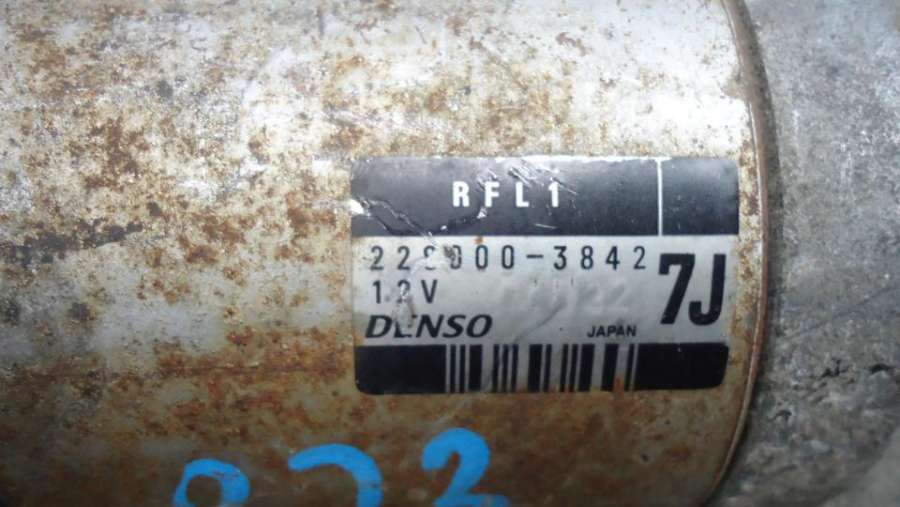 RFL1
228000-3842
7J
12V
DENSO
JAPAN